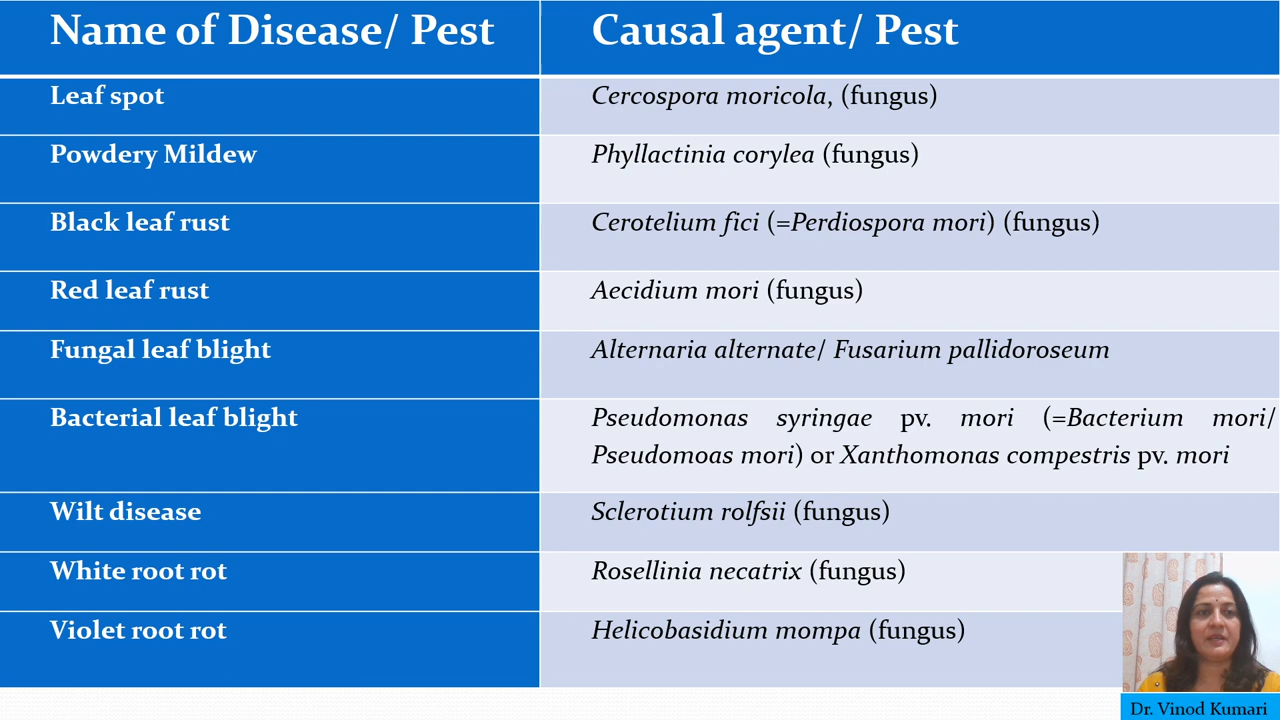 Name of Disease/ Pest
Causal agent/ Pest
Leaf spot
Cercospora moricola, (fungus)
Powdery Mildew
Phyllactinia corylea (fungus)
Black leaf rust
Cerotelium fici (=Perdiospora mori) (fungus)
Red leaf rust
Aecidium mori (fungus)
Fungal leaf blight
Alternaria alternate/ Fusarium pallidoroseum
Bacterial leaf blight
Pseudomonas syringae pv. mori (=Bacterium mori/
Pseudomoas mori) or Xanthomonas compestris pv. mori
Wilt disease
Sclerotium rolfsii (fungus)
White root rot
Rosellinia necatrix (fungus)
Violet root rot
Helicobasidium mompa (fungus)
Dr. Vinod Kumari